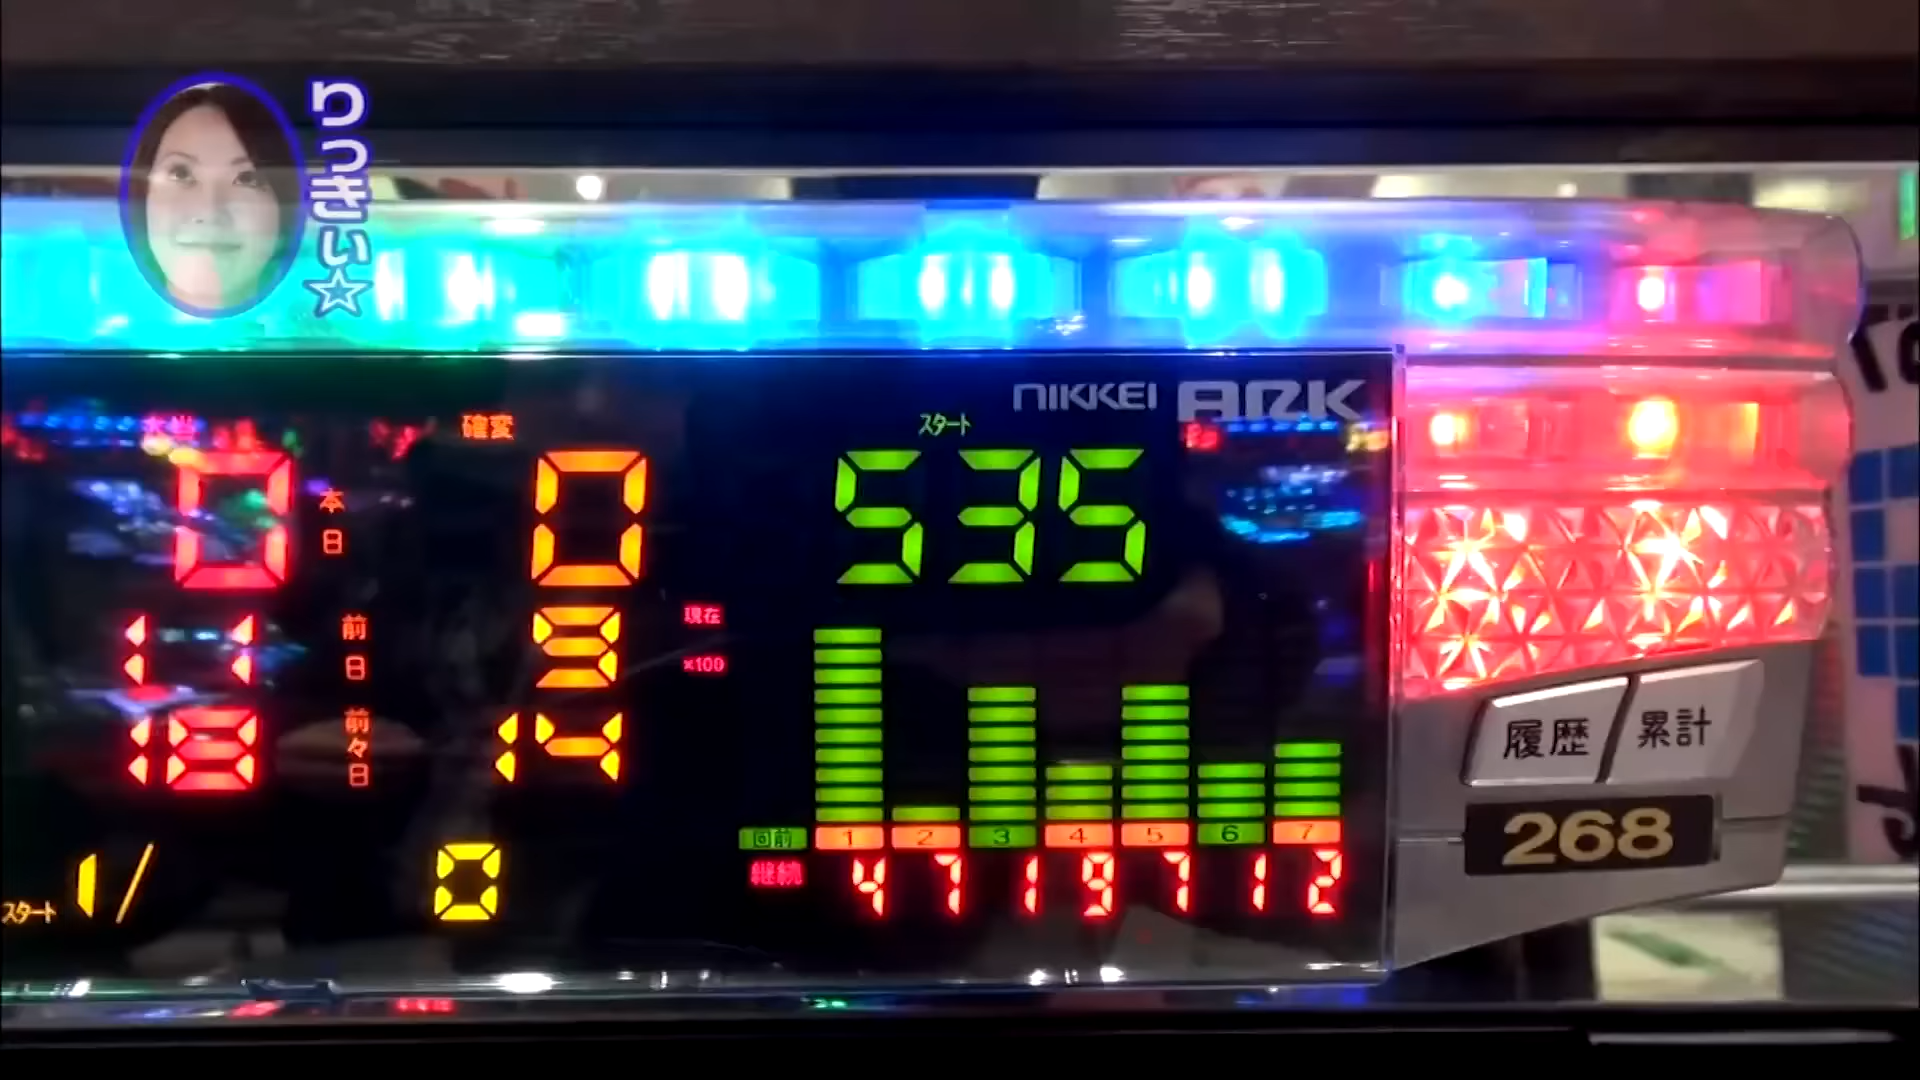 りっきぃ☆
NIKKEI ARK
大当
確変
スタート
0
本日
0
535
11
前日
9
現在
×100
18
前々日
14
履歴
累計
268
回前
1 2 3 4 5 6 7
継続
4 7 1 9 7 1 2
スタート
1/
0